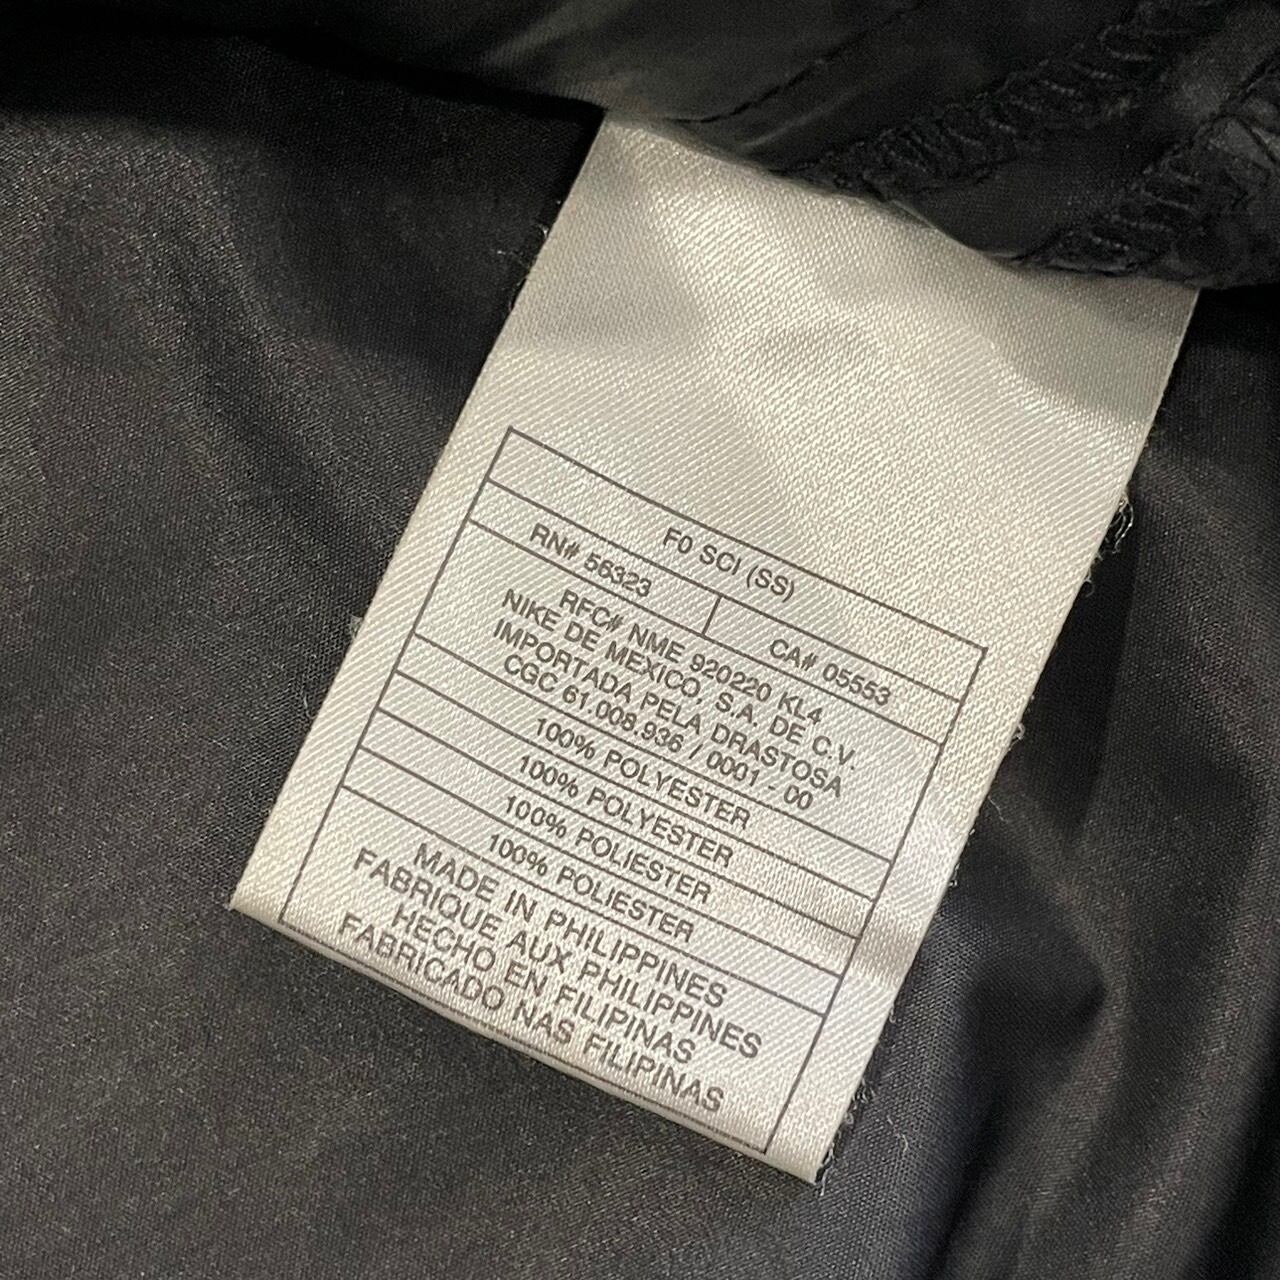 F0 SCI (SS)
RN# 56323
CA# 05553
RFC# NME 920220 KL4
NIKE DE MEXICO, S.A. DE C.V.
IMPORTADA PELA DRASTOSA
CGC 61.008.936 / 0001 - 00
100% POLYESTER
100% POLYESTER
100% POLIESTER
100% POLIESTER
MADE IN PHILIPPINES
FABRIQUE AUX PHILIPPINES
HECHO EN FILIPINAS
FABRICADO NAS FILIPINAS